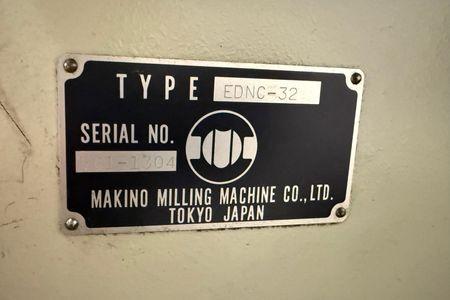 TYPE EDNC-32
SERIAL NO.
MAKINO MILLING MACHINE CO., LTD.
TOKYO JAPAN